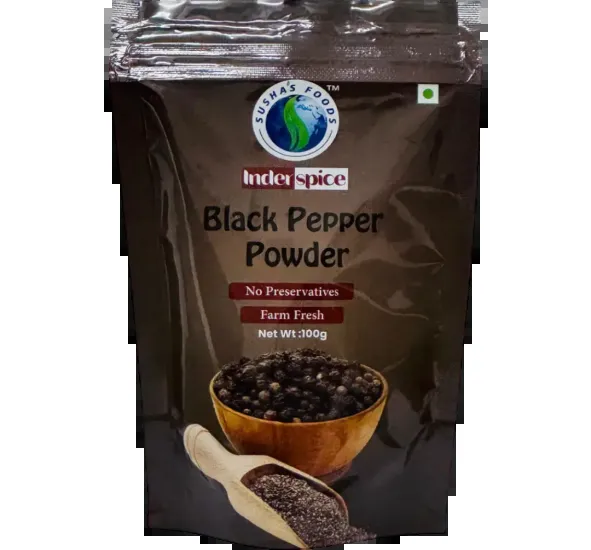 SUSHA'S FOODS
TM
Inder spice
Black Pepper
Powder
No Preservatives
Farm Fresh
Net Wt :100g